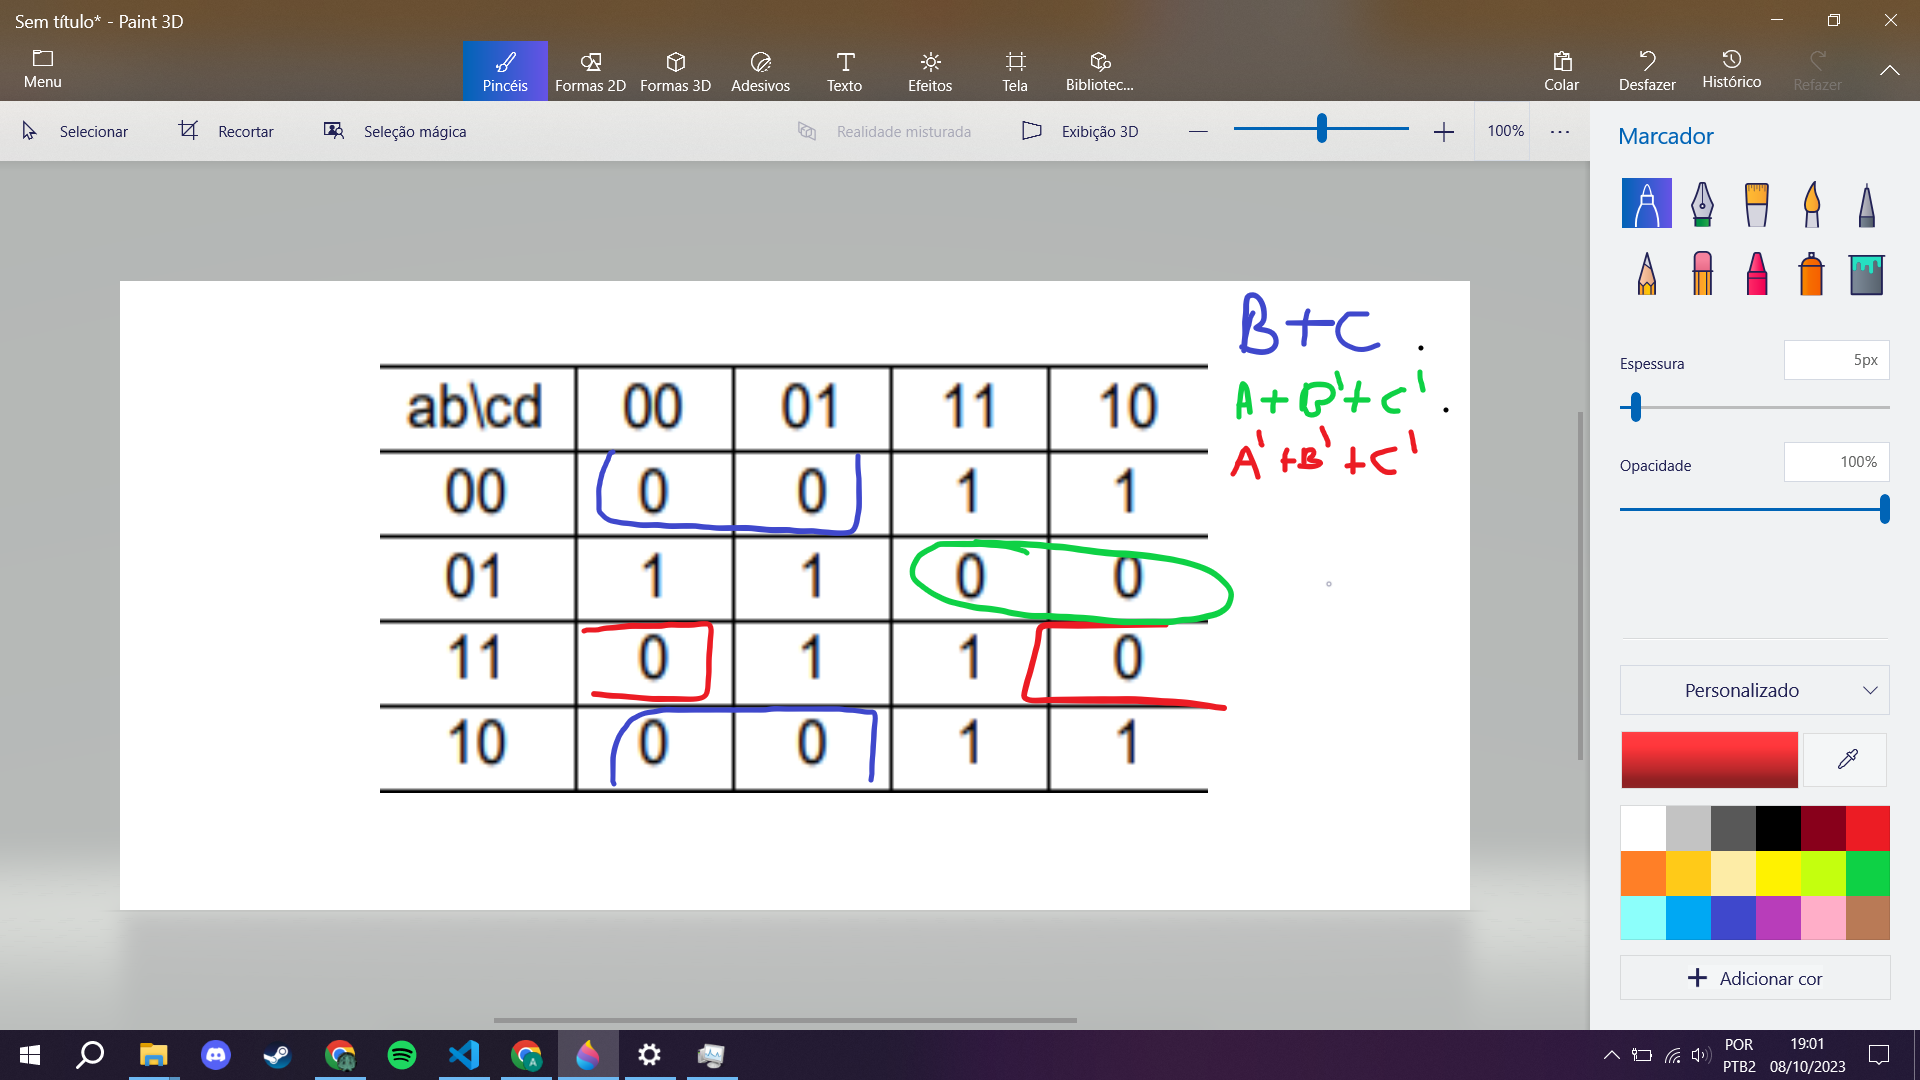 Sem título* - Paint 3D
Menu
Pincéis
Formas 2D
Formas 3D
Adesivos
Texto
Efeitos
Tela
Bibliotec...
Colar
Desfazer
Histórico
Refazer
Selecionar
Recortar
Seleção mágica
Realidade misturada
Exibição 3D
100%
Marcador
Espessura
5px
Opacidade
100%
Personalizado
Adicionar cor
B+C .
A+B'+C' .
A'+B'+C'
ab\cd 00 01 11 10
00 0 0 1 1
01 1 1 0 0
11 0 1 1 0
10 0 0 1 1
POR
PTB2
19:01
08/10/2023